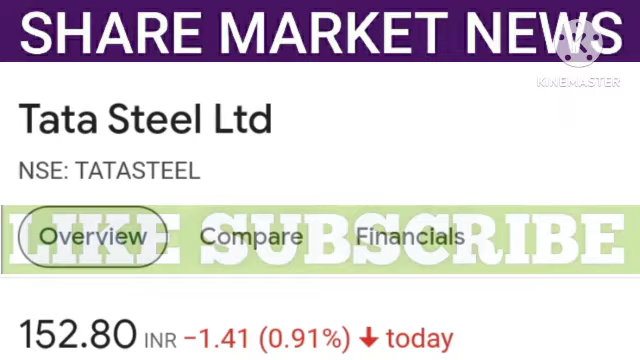 SHARE MARKET NEWS
KINEMASTER
Tata Steel Ltd
NSE: TATASTEEL
LIKE SUBSCRIBE
Overview Compare Financials
152.80 INR −1.41 (0.91%) ↓ today